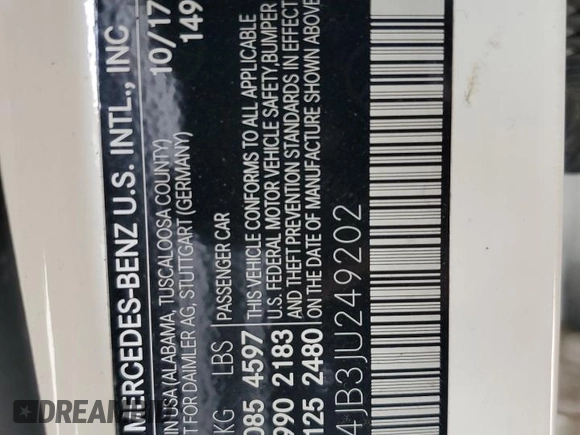 MERCEDES-BENZ U.S. INTL., INC 10/17
149
IN USA (ALABAMA, TUSCALOOSA COUNTY)
T FOR DAIMLER AG, STUTTGART (GERMANY)
KG LBS PASSENGER CAR
085 4597 THIS VEHICLE CONFORMS TO ALL APPLICABLE
990 2183 U.S. FEDERAL MOTOR VEHICLE SAFETY, BUMPER
125 2480 AND THEFT PREVENTION STANDARDS IN EFFECT
ON THE DATE OF MANUFACTURE SHOWN ABOVE
4JB3JU249202
DREAMBID